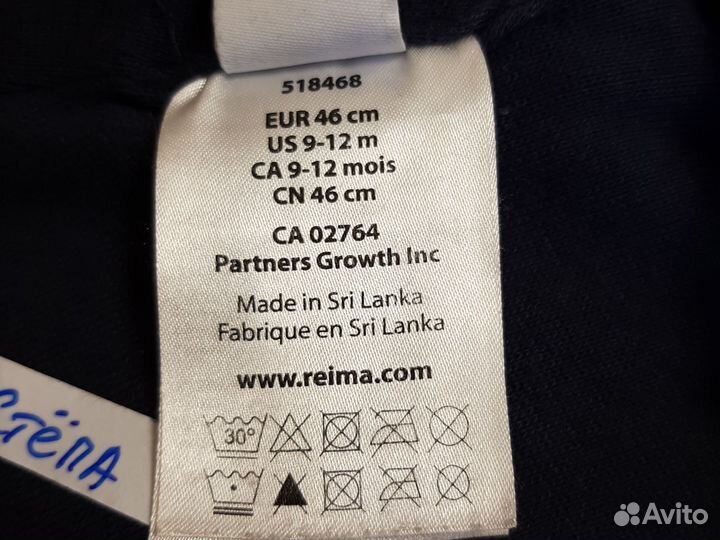 518468
EUR 46 cm
US 9-12 m
CA 9-12 mois
CN 46 cm
CA 02764
Partners Growth Inc
Made in Sri Lanka
Fabrique en Sri Lanka
www.reima.com
30°
Стёпа
Avito